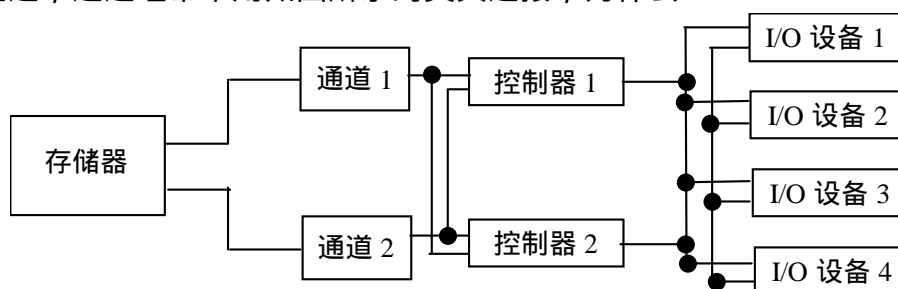 I/O 设备 1
通道 1
控制器 1
I/O 设备 2
存储器
I/O 设备 3
通道 2
控制器 2
I/O 设备 4